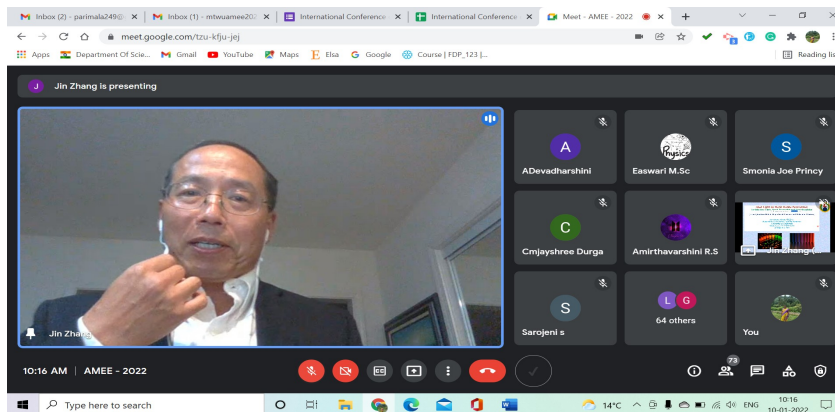 Inbox (2) - parimala249@
Inbox (1) - mtwuamee202
International Conference
International Conference
Meet - AMEE - 2022
meet.google.com/tzu-kfju-jej
Apps
Department Of Scie...
Gmail
YouTube
Maps
Elsa
Google
Course | FDP_123 |...
Reading lis
J
Jin Zhang is presenting
A
ADevadharshini
Physics
Easwari M.Sc
S
Smonia Joe Princy
C
Cmjayshree Durga
Amirthavarshini R.S
Jin Zhang (...
S
Sarojeni s
L G
64 others
You
Jin Zhang
10:16 AM | AMEE - 2022
CC
73
Type here to search
14°C
ENG
10:16
10-01-2022